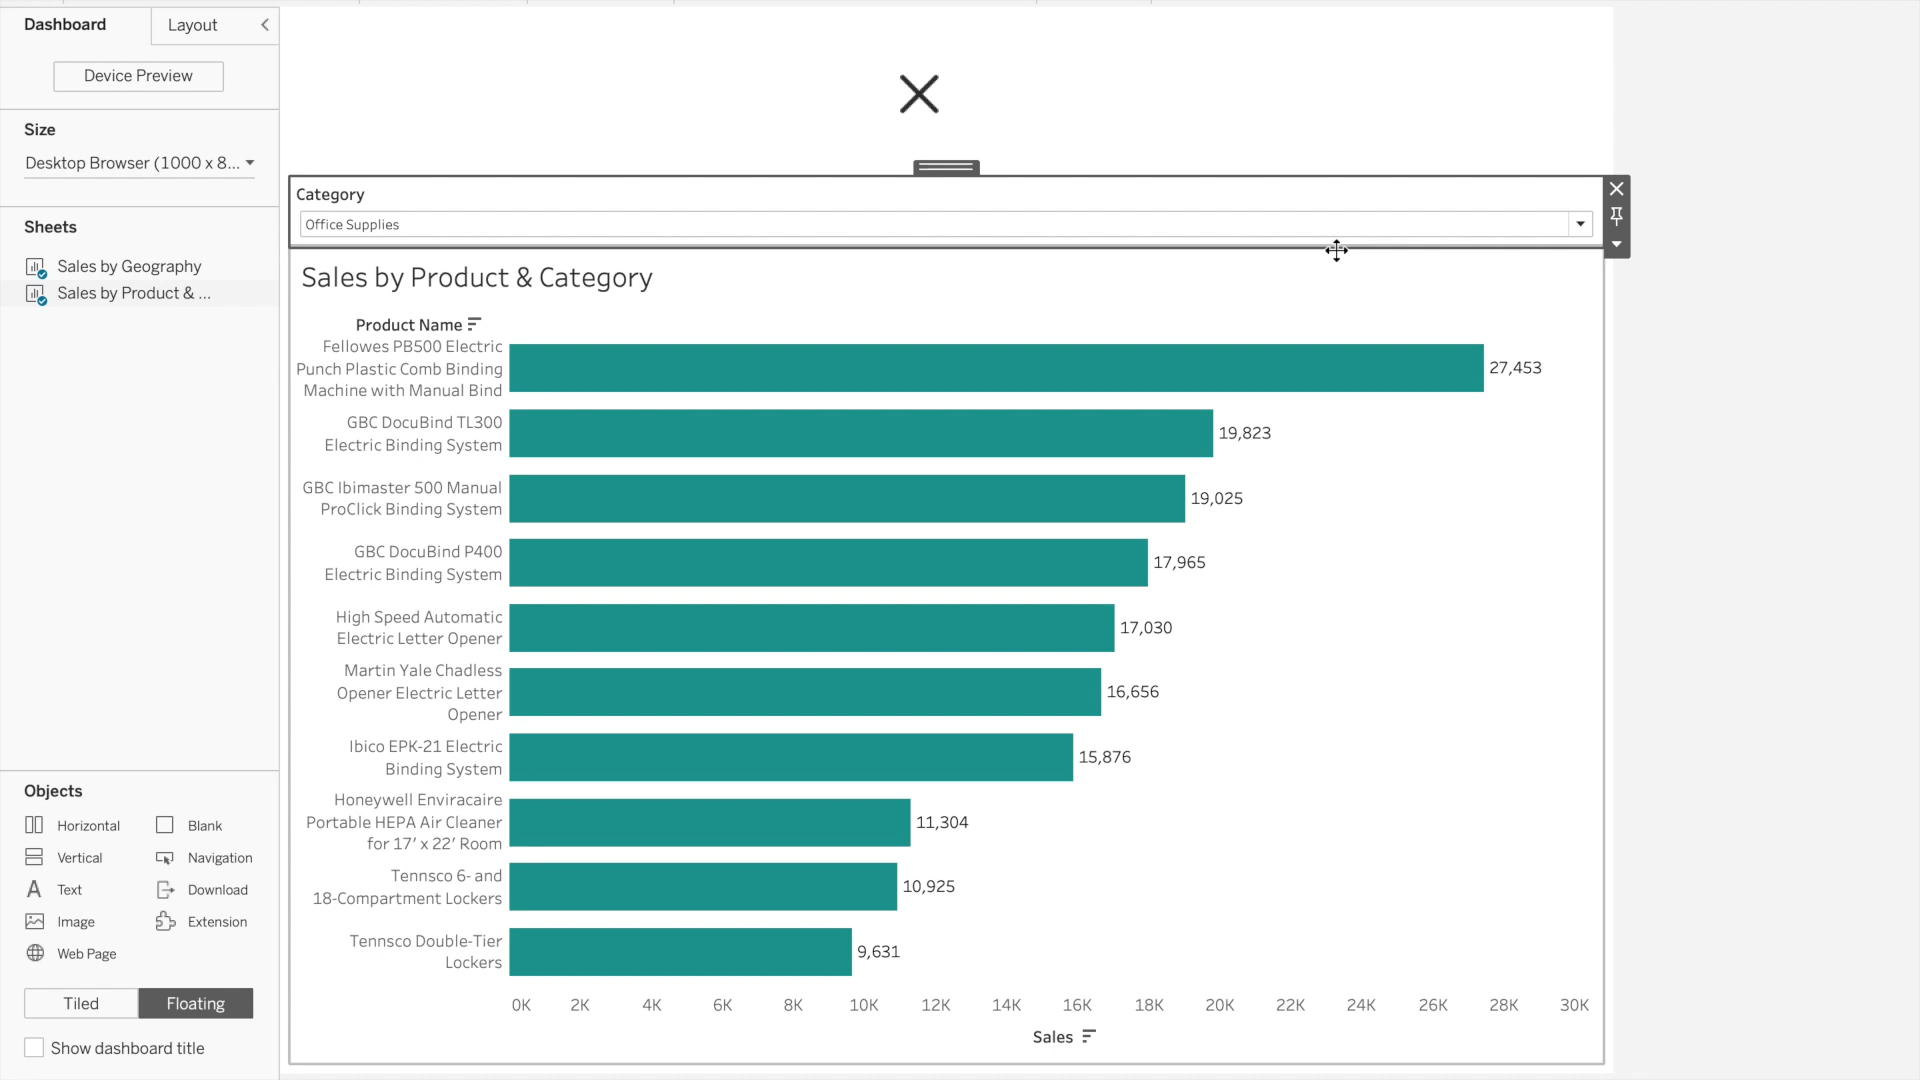 Dashboard
Layout
Device Preview
Size
Desktop Browser (1000 x 8...
Sheets
Sales by Geography
Sales by Product & ...
Objects
Horizontal
Blank
Vertical
Navigation
Text
Download
Image
Extension
Web Page
Tiled
Floating
Show dashboard title
Category
Office Supplies
Sales by Product & Category
Product Name
Fellowes PB500 Electric
Punch Plastic Comb Binding
Machine with Manual Bind
27,453
GBC DocuBind TL300
Electric Binding System
19,823
GBC Ibimaster 500 Manual
ProClick Binding System
19,025
GBC DocuBind P400
Electric Binding System
17,965
High Speed Automatic
Electric Letter Opener
17,030
Martin Yale Chadless
Opener Electric Letter
Opener
16,656
Ibico EPK-21 Electric
Binding System
15,876
Honeywell Enviracaire
Portable HEPA Air Cleaner
for 17' x 22' Room
11,304
Tennsco 6- and
18-Compartment Lockers
10,925
Tennsco Double-Tier
Lockers
9,631
0K 2K 4K 6K 8K 10K 12K 14K 16K 18K 20K 22K 24K 26K 28K 30K
Sales